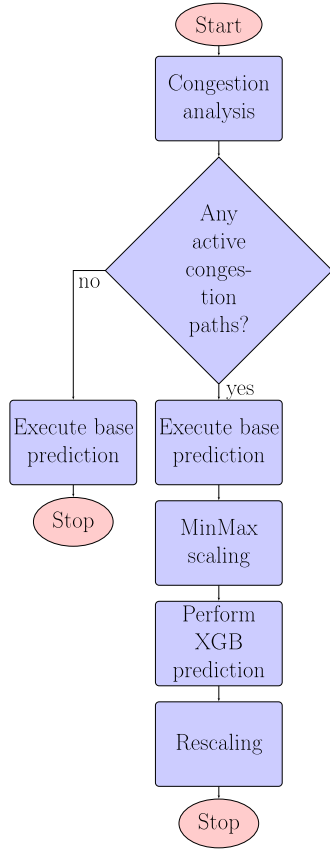 Start
Congestion
analysis
Any
active
conges-
tion
paths?
no
yes
Execute base
prediction
Execute base
prediction
Stop
MinMax
scaling
Perform
XGB
prediction
Rescaling
Stop